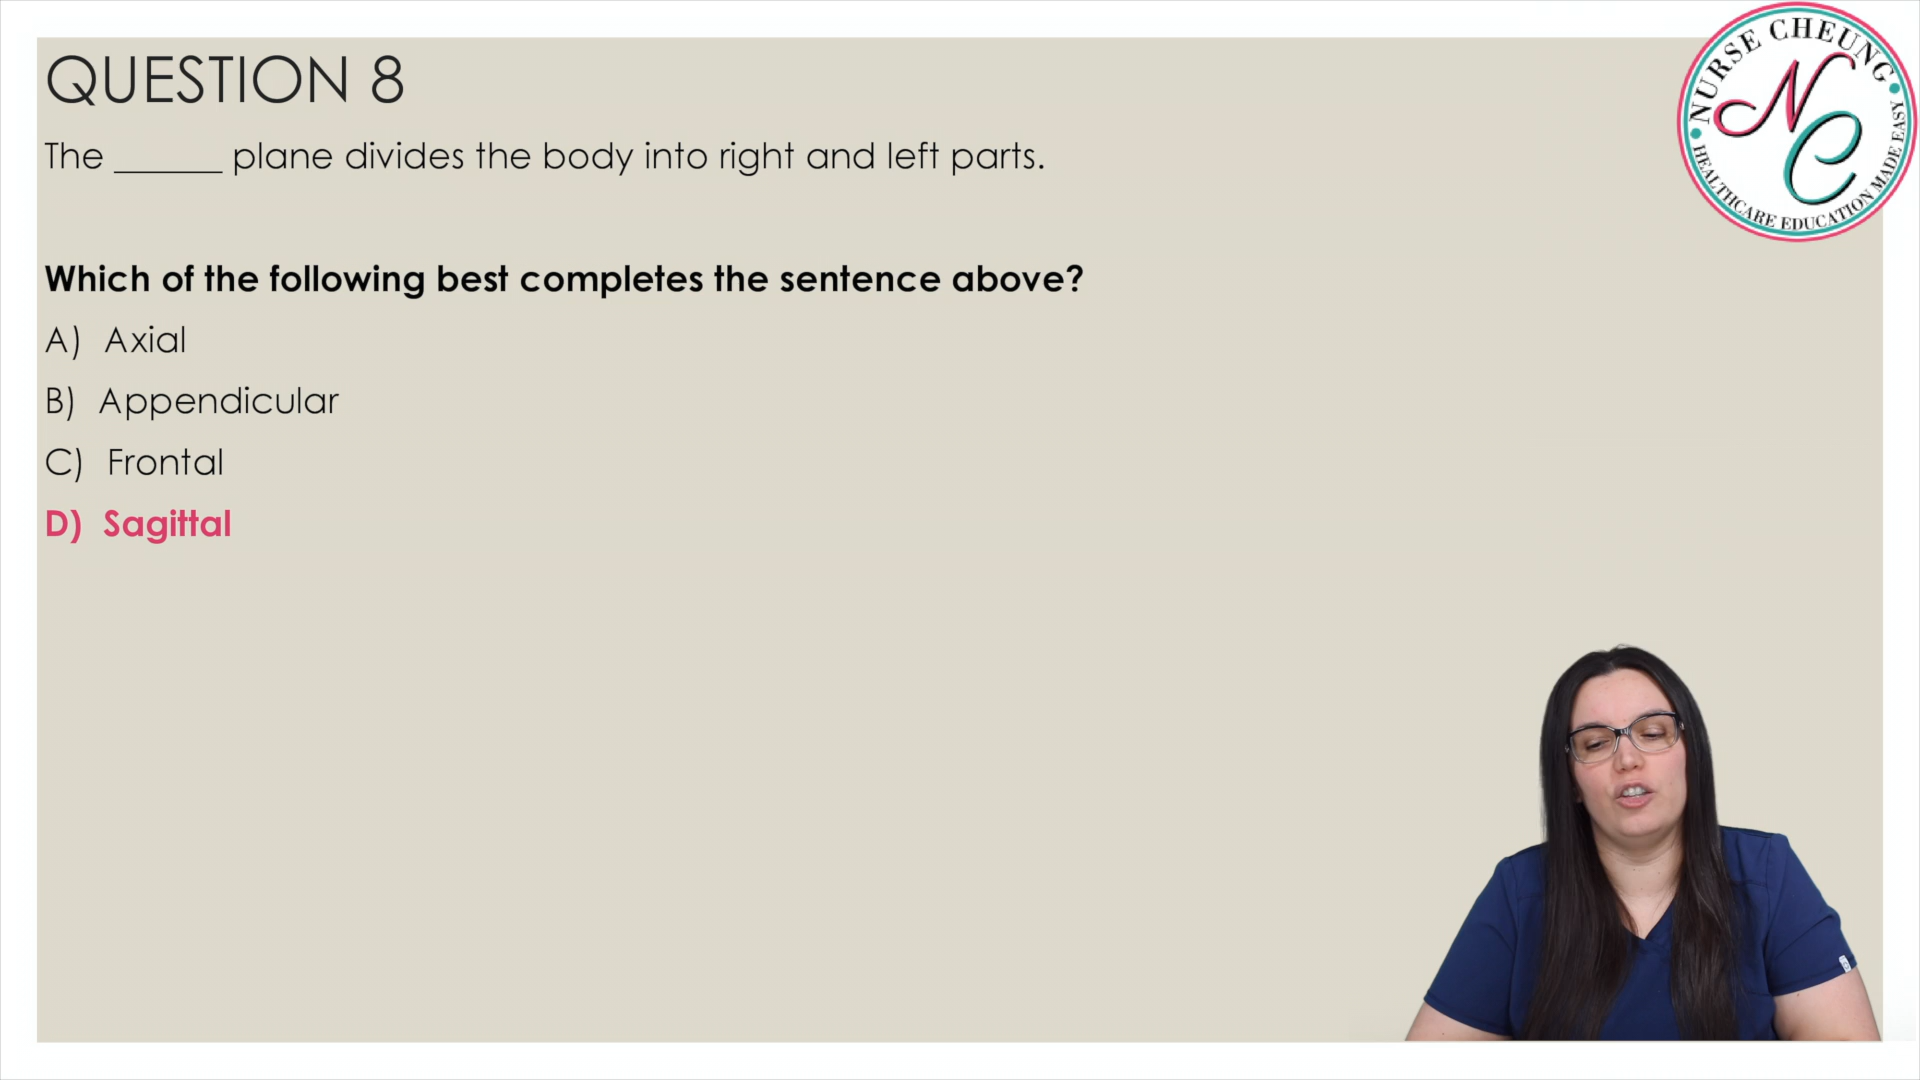 QUESTION 8
The ______ plane divides the body into right and left parts.
Which of the following best completes the sentence above?
A) Axial
B) Appendicular
C) Frontal
D) Sagittal
NURSE CHEUNG
NC
HEALTHCARE EDUCATION MADE EASY